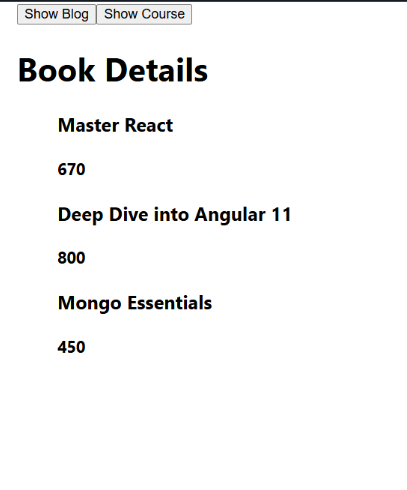 Show Blog Show Course
Book Details
Master React
670
Deep Dive into Angular 11
800
Mongo Essentials
450